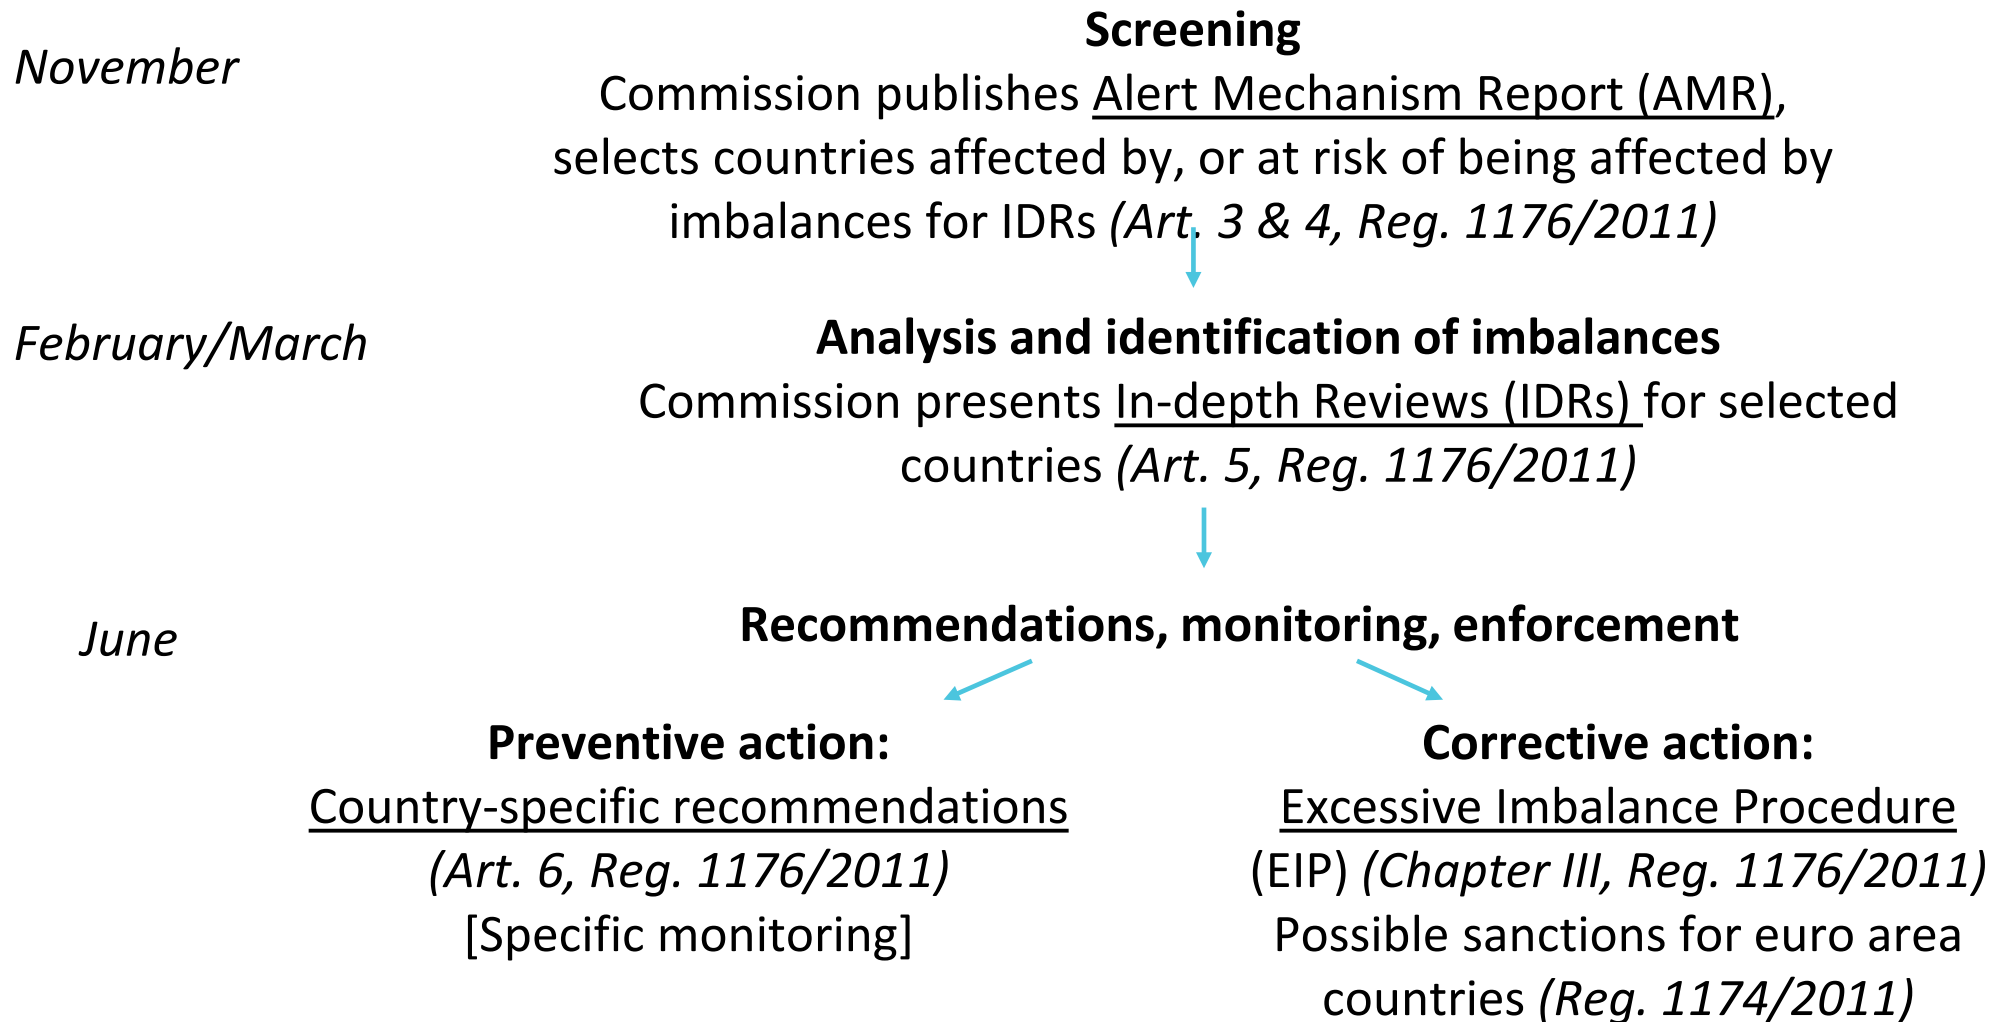 Screening
November
Commission publishes Alert Mechanism Report (AMR),
selects countries affected by, or at risk of being affected by
imbalances for IDRs (Art. 3 & 4, Reg. 1176/2011)
February/March
Analysis and identification of imbalances
Commission presents In-depth Reviews (IDRs) for selected
countries (Art. 5, Reg. 1176/2011)
June
Recommendations, monitoring, enforcement
Preventive action:
Country-specific recommendations
(Art. 6, Reg. 1176/2011)
[Specific monitoring]
Corrective action:
Excessive Imbalance Procedure
(EIP) (Chapter III, Reg. 1176/2011)
Possible sanctions for euro area
countries (Reg. 1174/2011)